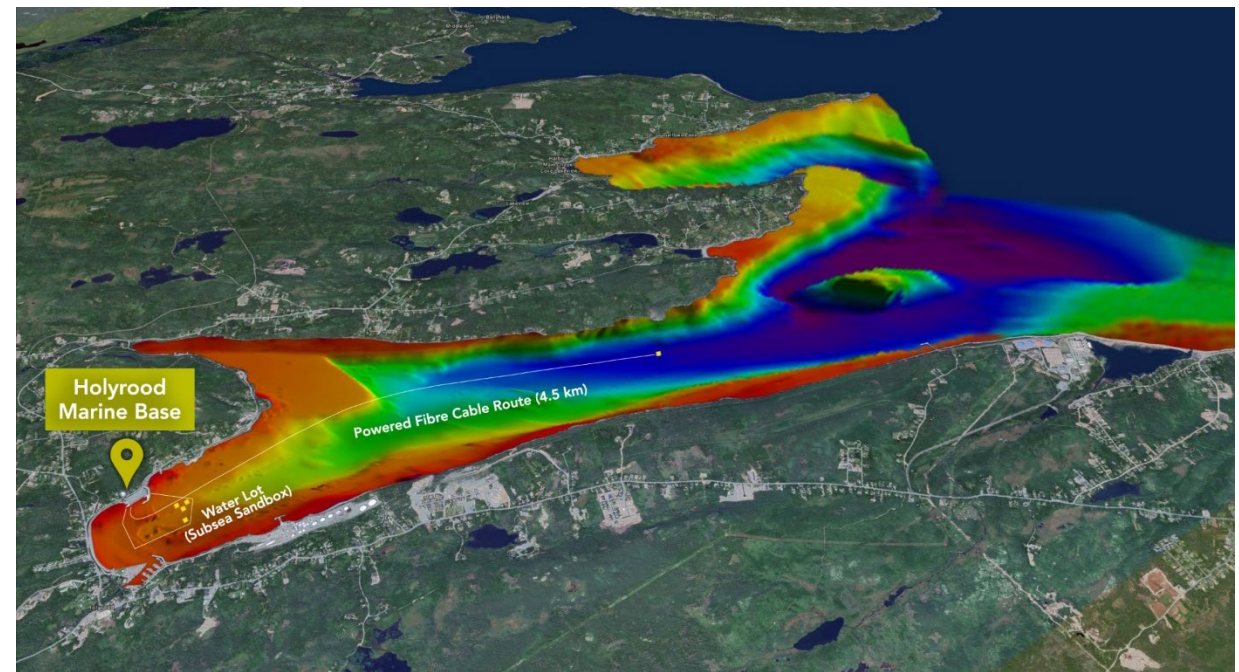 Holyrood
Marine Base
Powered Fibre Cable Route (4.5 km)
Water Lot
(Subsea Sandbox)